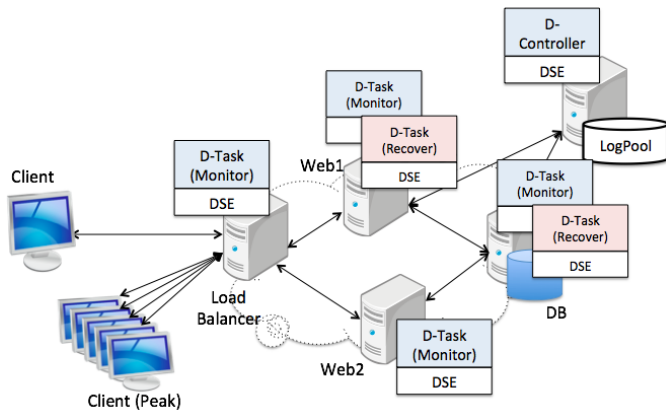 D-
Controller
DSE
LogPool
D-Task
(Monitor)
D-Task
(Recover)
Web1
D-Task
(Monitor)
DSE
D-Task
(Monitor)
D-Task
(Recover)
DSE
DB
Client
Load
Balancer
Client (Peak)
Web2
D-Task
(Monitor)
DSE